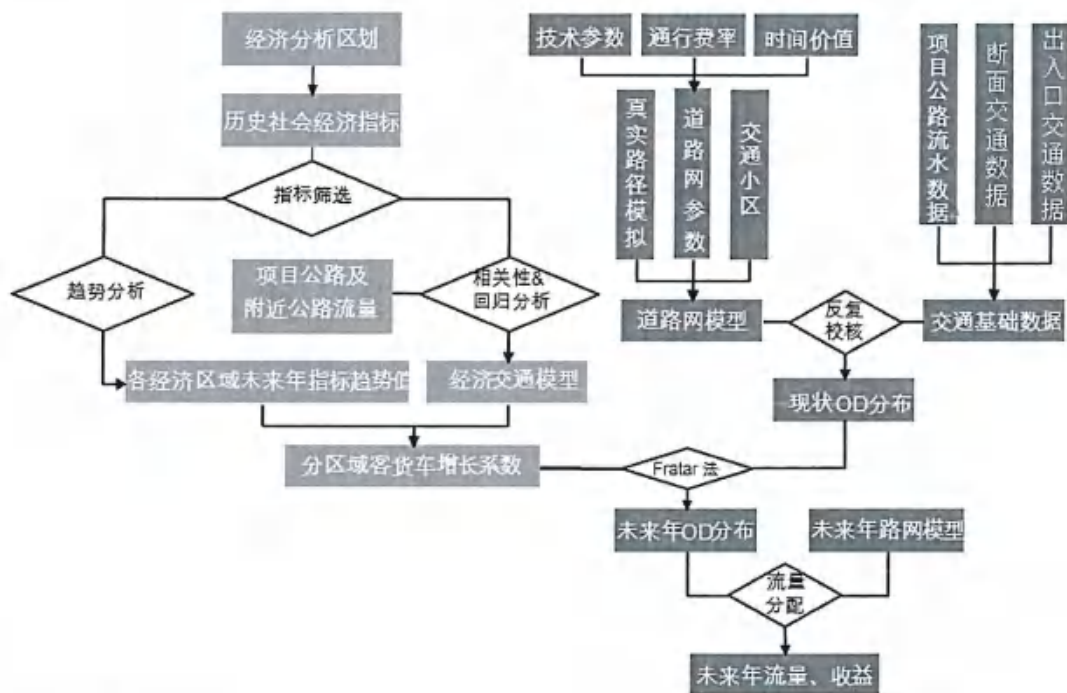 经济分析区划
历史社会经济指标
指标筛选
趋势分析
项目公路及
附近公路流量
相关性&
回归分析
各经济区域未来年指标趋势值
经济交通模型
分区域客货车增长系数
技术参数
通行费率
时间价值
真实路径模拟
道路网参数
交通小区
道路网模型
项目公路流水数据
断面交通数据
出入口交通数据
反复
校核
交通基础数据
现状OD分布
Fratar 法
未来年OD分布
未来年路网模型
流量
分配
未来年流量、收益